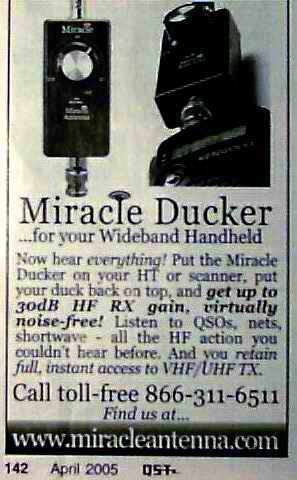 Miracle
Miracle
Antenna
Miracle Ducker
...for your Wideband Handheld
Now hear everything! Put the Miracle
Ducker on your HT or scanner, put
your duck back on top, and get up to
30dB HF RX gain, virtually
noise-free! Listen to QSOs, nets,
shortwave - all the HF action you
couldn't hear before. And you retain
full, instant access to VHF/UHF TX.
Call toll-free 866-311-6511
Find us at...
www.miracleantenna.com
142 April 2005 QST-